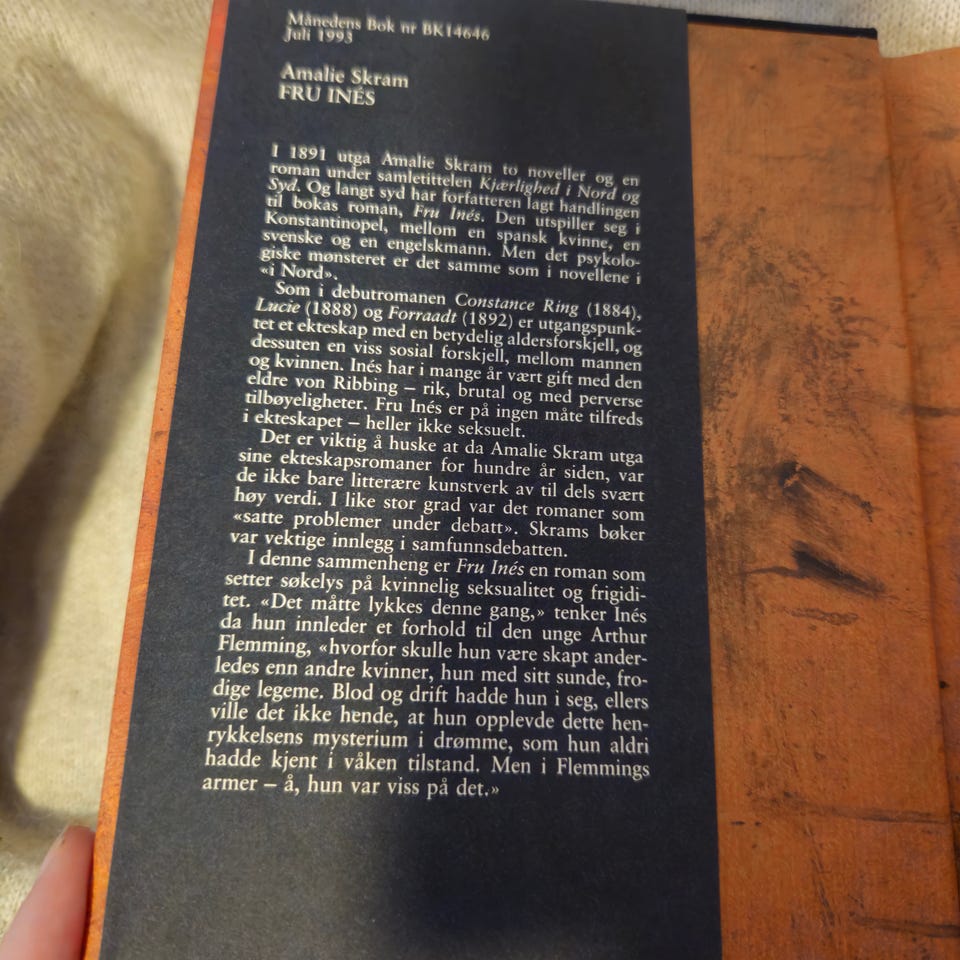 Månedens Bok nr BK14646
Juli 1993
Amalie Skram
FRU INÉS
I 1891 utga Amalie Skram to noveller og en
roman under samletittelen Kjærlighed i Nord og
Syd. Og langt syd har forfatteren lagt handlingen
til bokas roman, Fru Inés. Den utspiller seg i
Konstantinopel, mellom en spansk kvinne, en
svenske og en engelskmann. Men det psykolo-
giske mønsteret er det samme som i novellene i
«i Nord».
Som i debutromanen Constance Ring (1884),
Lucie (1888) og Forraadt (1892) er utgangspunk-
tet et ekteskap med en betydelig aldersforskjell, og
dessuten en viss sosial forskjell, mellom mannen
og kvinnen. Inés har i mange år vært gift med den
eldre von Ribbing – rik, brutal og med perverse
tilbøyeligheter. Fru Inés er på ingen måte tilfreds
i ekteskapet – heller ikke seksuelt.
Det er viktig å huske at da Amalie Skram utga
sine ekteskapsromaner for hundre år siden, var
de ikke bare litterære kunstverk av til dels svært
høy verdi. I like stor grad var det romaner som
«satte problemer under debatt». Skrams bøker
var vektige innlegg i samfunnsdebatten.
I denne sammenheng er Fru Inés en roman som
setter søkelys på kvinnelig seksualitet og frigidi-
tet. «Det måtte lykkes denne gang,» tenker Inés
da hun innleder et forhold til den unge Arthur
Flemming, «hvorfor skulle hun være skapt ander-
ledes enn andre kvinner, hun med sitt sunde, fro-
dige legeme. Blod og drift hadde hun i seg, ellers
ville det ikke hende, at hun opplevde dette hen-
rykkelsens mysterium i drømme, som hun aldri
hadde kjent i våken tilstand. Men i Flemmings
armer – å, hun var viss på det.»